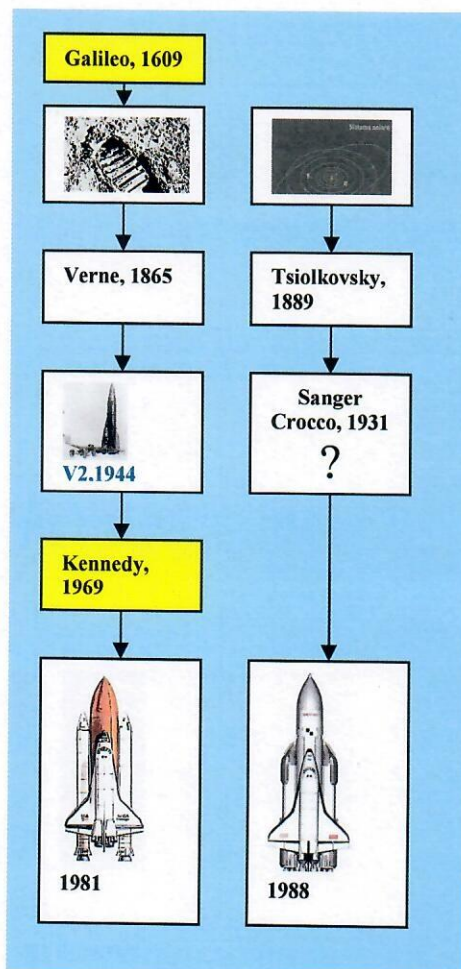 Galileo, 1609
Verne, 1865
V2.1944
Kennedy,
1969
1981
Tsiolkovsky,
1889
Sanger
Crocco, 1931
?
1988